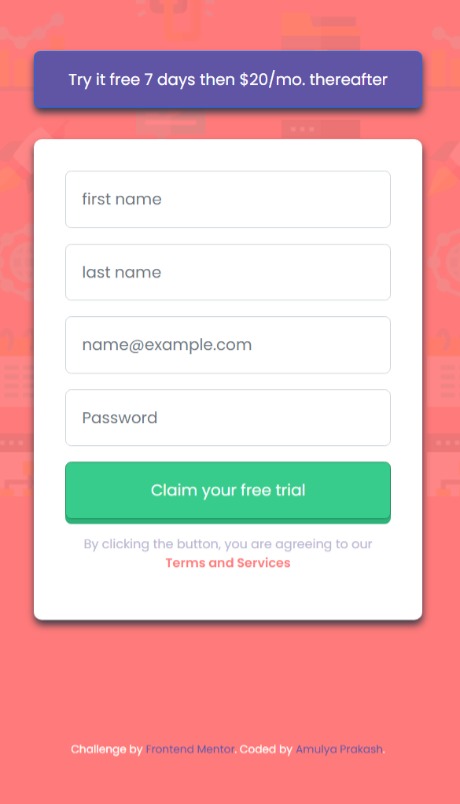 Try it free 7 days then $20/mo. thereafter
first name
last name
name@example.com
Password
Claim your free trial
By clicking the button, you are agreeing to our
Terms and Services
Challenge by Frontend Mentor. Coded by Amulya Prakash.